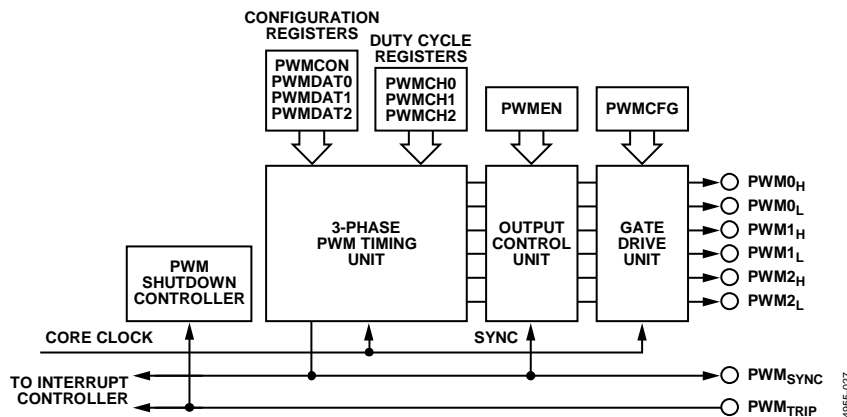 CONFIGURATION
REGISTERS
DUTY CYCLE
REGISTERS
PWMCON
PWMDAT0
PWMDAT1
PWMDAT2
PWMCH0
PWMCH1
PWMCH2
PWMEN
PWMCFG
3-PHASE
PWM TIMING
UNIT
OUTPUT
CONTROL
UNIT
GATE
DRIVE
UNIT
PWM0H
PWM0L
PWM1H
PWM1L
PWM2H
PWM2L
PWM
SHUTDOWN
CONTROLLER
CORE CLOCK
SYNC
TO INTERRUPT
CONTROLLER
PWMSYNC
PWMTRIP